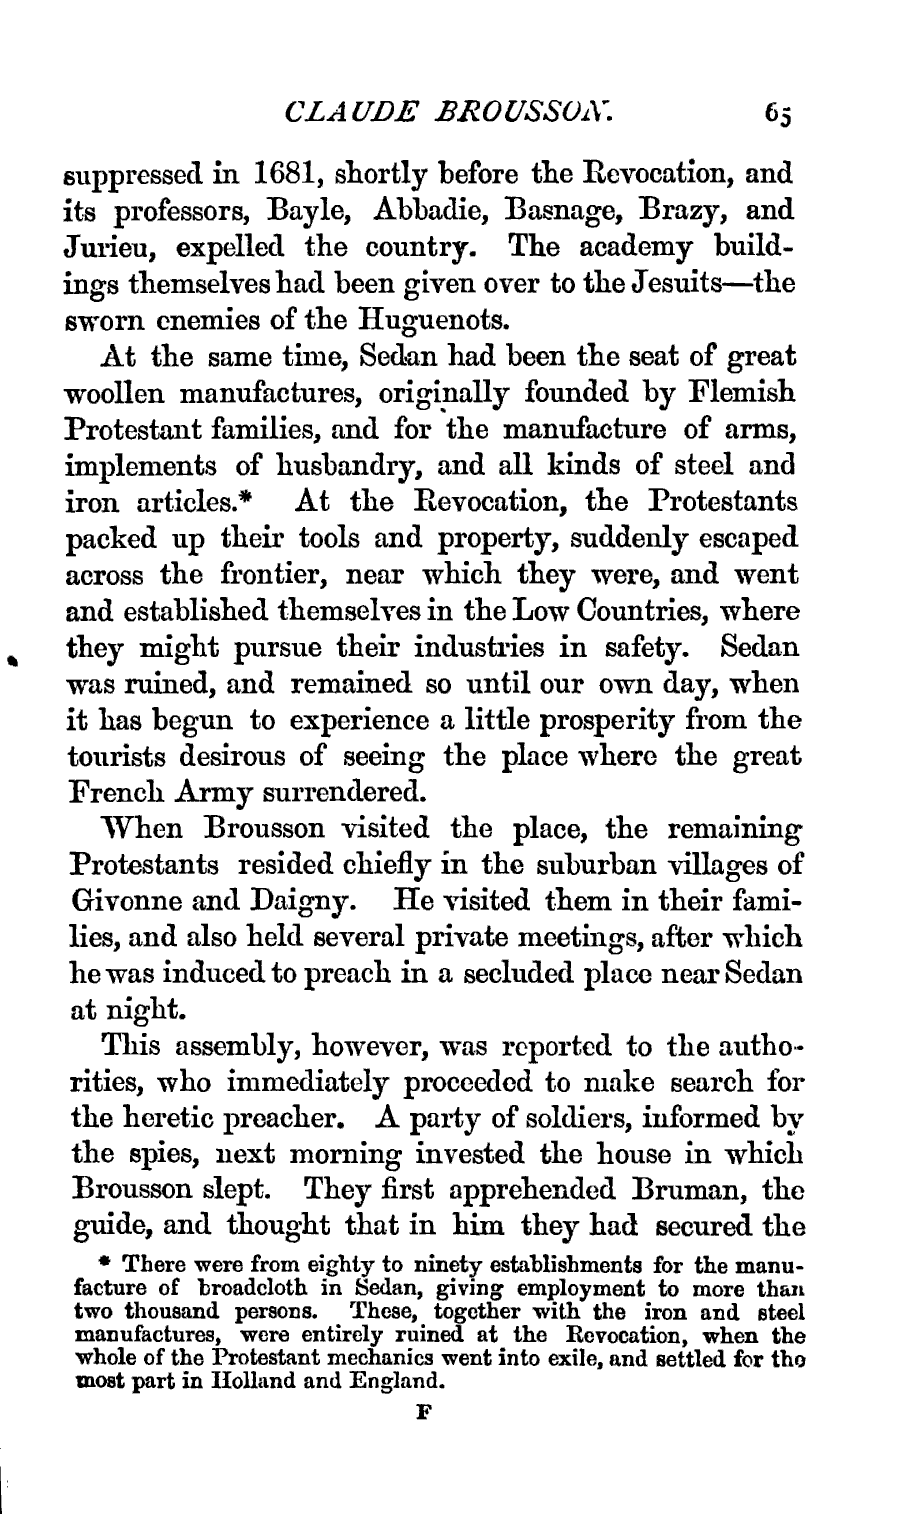 CLAUDE BROUSSON. 65
suppressed in 1681, shortly before the Revocation, and
its professors, Bayle, Abbadie, Basnage, Brazy, and
Jurieu, expelled the country. The academy build-
ings themselves had been given over to the Jesuits—the
sworn enemies of the Huguenots.
At the same time, Sedan had been the seat of great
woollen manufactures, originally founded by Flemish
Protestant families, and for the manufacture of arms,
implements of husbandry, and all kinds of steel and
iron articles.* At the Revocation, the Protestants
packed up their tools and property, suddenly escaped
across the frontier, near which they were, and went
and established themselves in the Low Countries, where
they might pursue their industries in safety. Sedan
was ruined, and remained so until our own day, when
it has begun to experience a little prosperity from the
tourists desirous of seeing the place where the great
French Army surrendered.
When Brousson visited the place, the remaining
Protestants resided chiefly in the suburban villages of
Givonne and Daigny. He visited them in their fami-
lies, and also held several private meetings, after which
he was induced to preach in a secluded place near Sedan
at night.
This assembly, however, was reported to the autho-
rities, who immediately proceeded to make search for
the heretic preacher. A party of soldiers, informed by
the spies, next morning invested the house in which
Brousson slept. They first apprehended Bruman, the
guide, and thought that in him they had secured the
* There were from eighty to ninety establishments for the manu-
facture of broadcloth in Sedan, giving employment to more than
two thousand persons. These, together with the iron and steel
manufactures, were entirely ruined at the Revocation, when the
whole of the Protestant mechanics went into exile, and settled for the
most part in Holland and England.
F